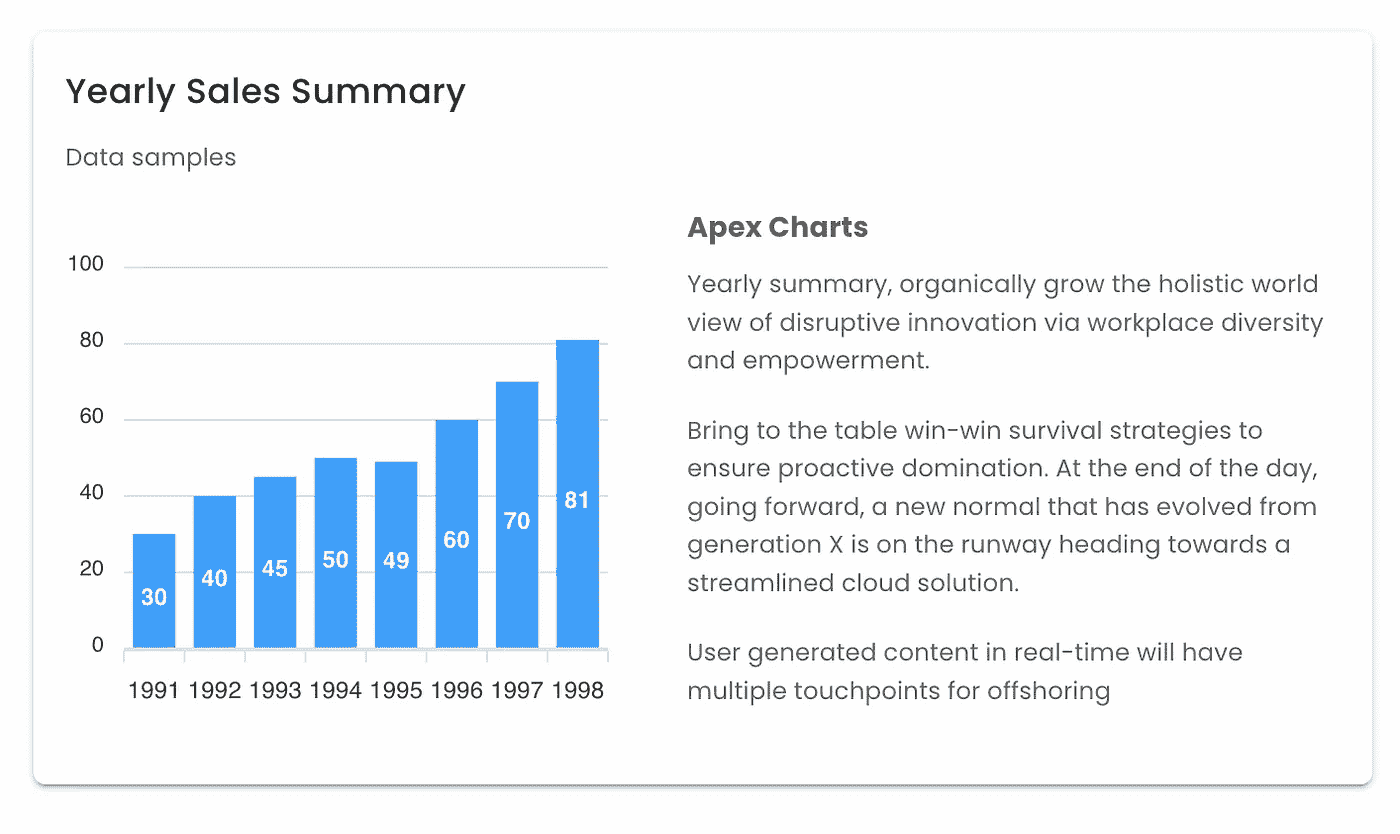 Yearly Sales Summary
Data samples
100
80
60
40
20
0
30 40 45 50 49 60 70 81
1991 1992 1993 1994 1995 1996 1997 1998
Apex Charts
Yearly summary, organically grow the holistic world
view of disruptive innovation via workplace diversity
and empowerment.
Bring to the table win-win survival strategies to
ensure proactive domination. At the end of the day,
going forward, a new normal that has evolved from
generation X is on the runway heading towards a
streamlined cloud solution.
User generated content in real-time will have
multiple touchpoints for offshoring